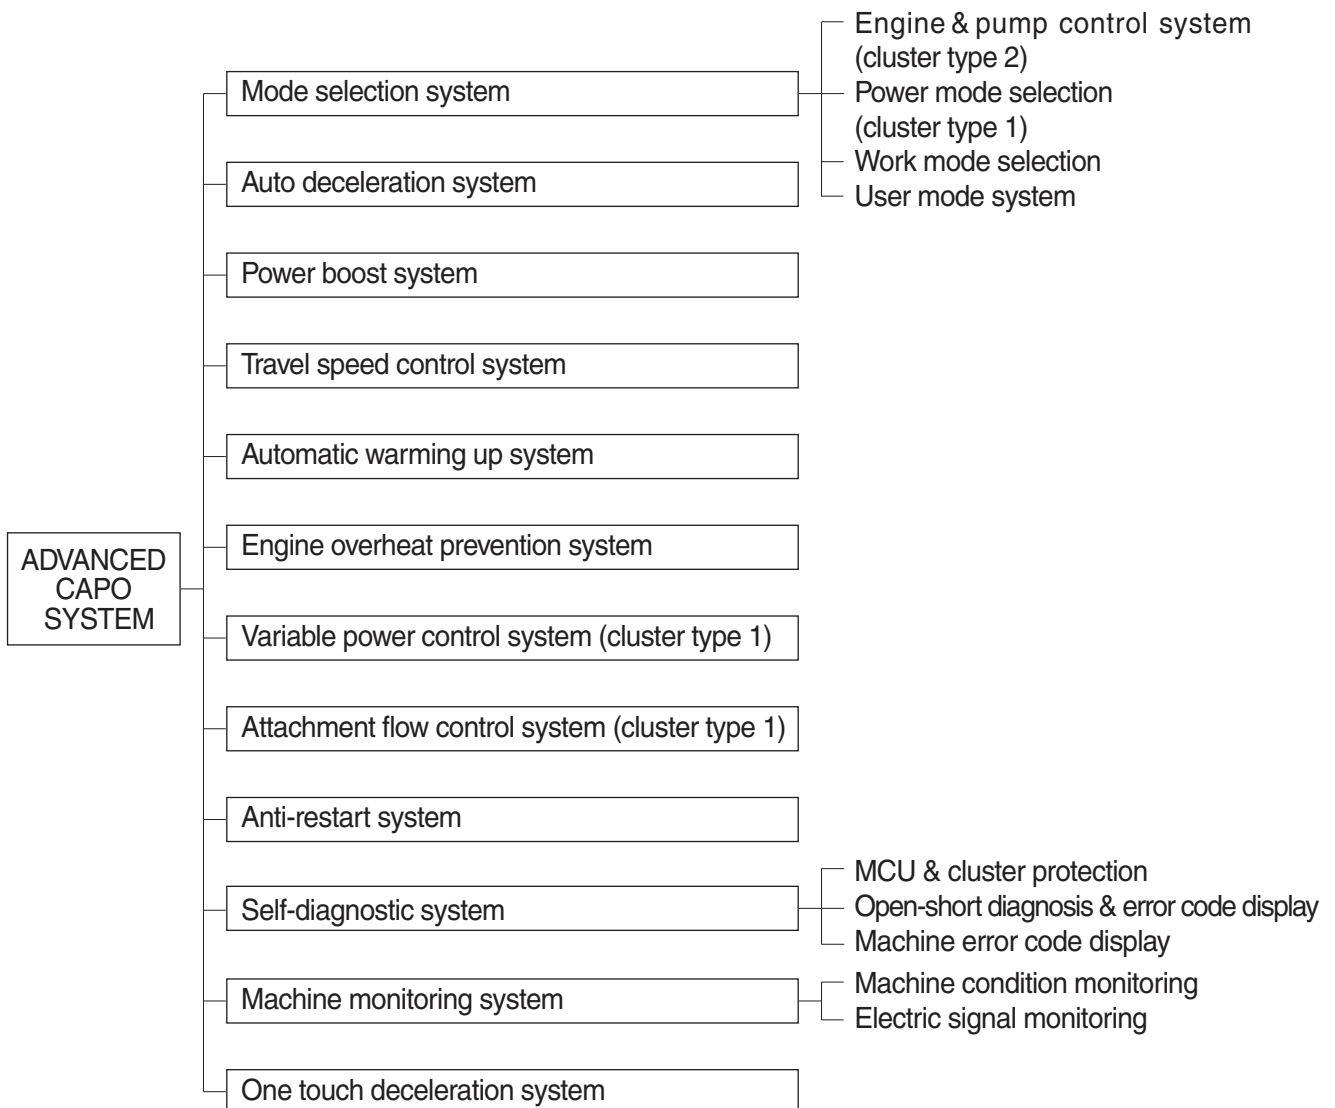 Engine & pump control system
(cluster type 2)
Mode selection system
Power mode selection
(cluster type 1)
Work mode selection
Auto deceleration system
User mode system
Power boost system
Travel speed control system
Automatic warming up system
Engine overheat prevention system
ADVANCED
CAPO
SYSTEM
Variable power control system (cluster type 1)
Attachment flow control system (cluster type 1)
Anti-restart system
MCU & cluster protection
Self-diagnostic system
Open-short diagnosis & error code display
Machine error code display
Machine condition monitoring
Machine monitoring system
Electric signal monitoring
One touch deceleration system